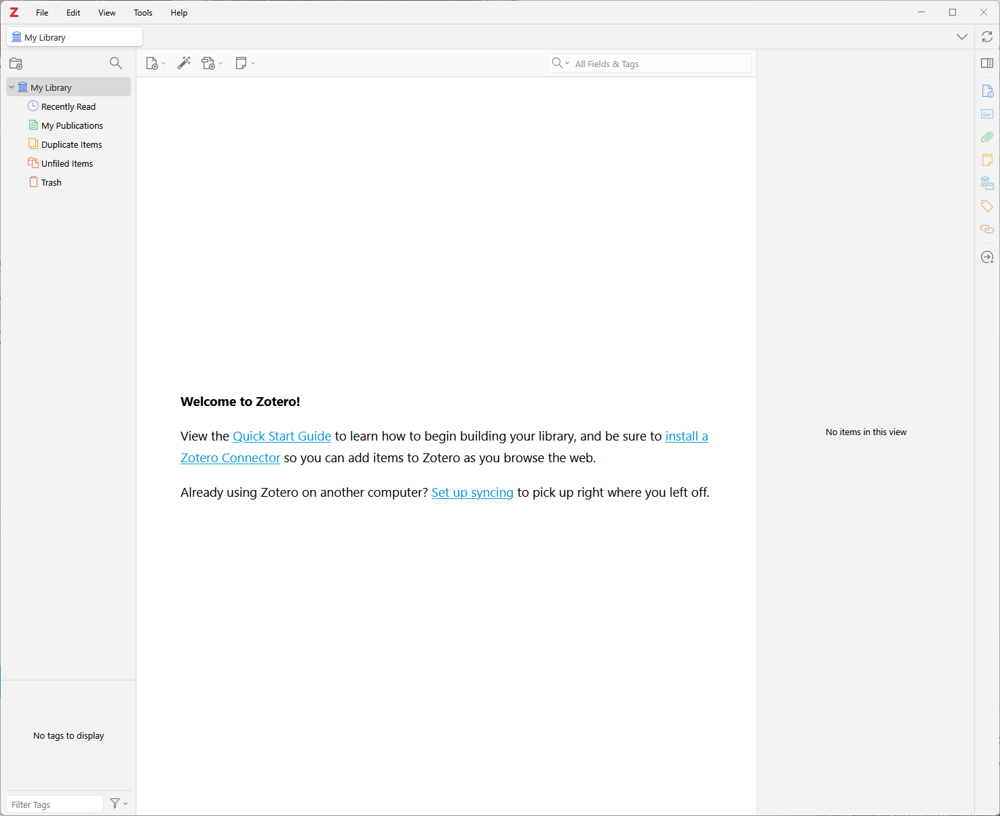 Z File Edit View Tools Help
My Library
All Fields & Tags
My Library
Recently Read
My Publications
Duplicate Items
Unfiled Items
Trash
Welcome to Zotero!
View the Quick Start Guide to learn how to begin building your library, and be sure to install a
Zotero Connector so you can add items to Zotero as you browse the web.
Already using Zotero on another computer? Set up syncing to pick up right where you left off.
No items in this view
No tags to display
Filter Tags